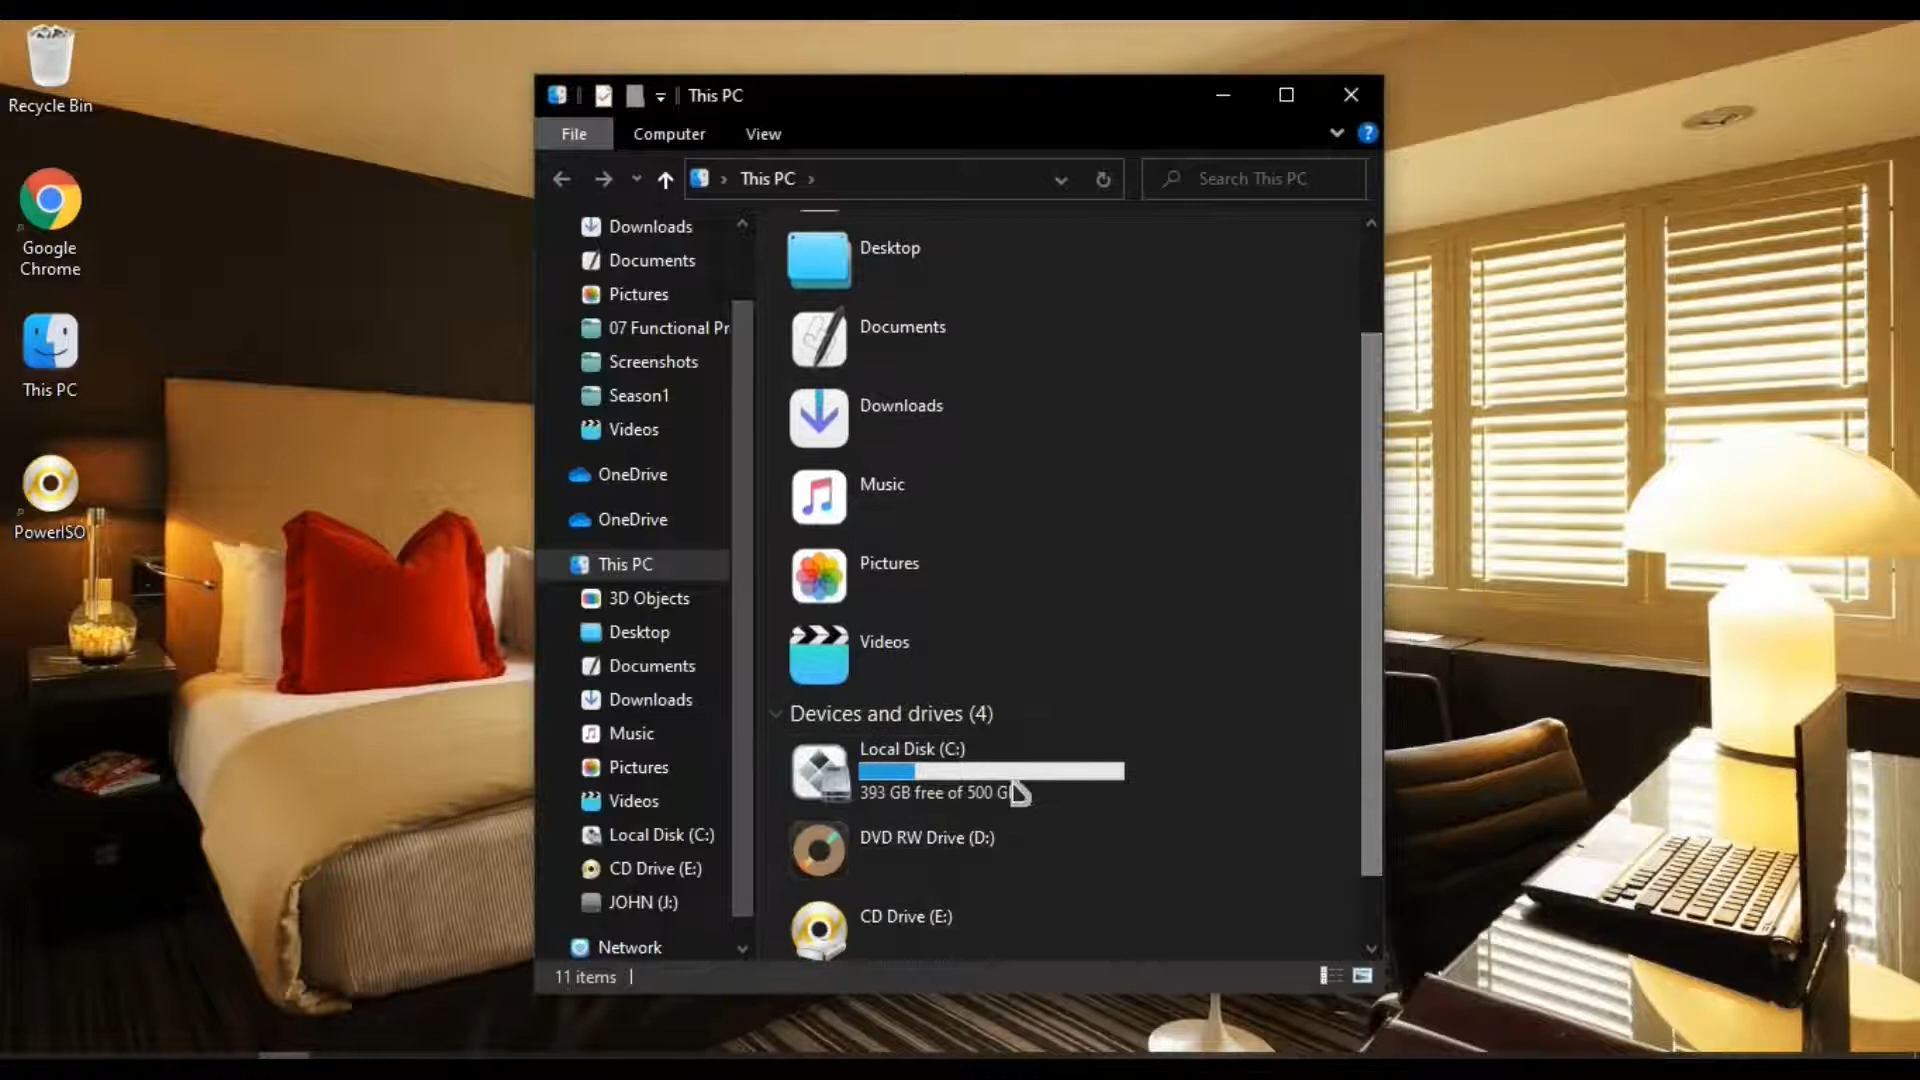 Recycle Bin
Google
Chrome
This PC
PowerISO
This PC
File
Computer
View
?
This PC
Search This PC
Downloads
Documents
Pictures
07 Functional Pr
Screenshots
Season1
Videos
OneDrive
OneDrive
This PC
3D Objects
Desktop
Documents
Downloads
Music
Pictures
Videos
Local Disk (C:)
CD Drive (E:)
JOHN (J:)
Network
Desktop
Documents
Downloads
Music
Pictures
Videos
Devices and drives (4)
Local Disk (C:)
393 GB free of 500 G
DVD RW Drive (D:)
CD Drive (E:)
11 items